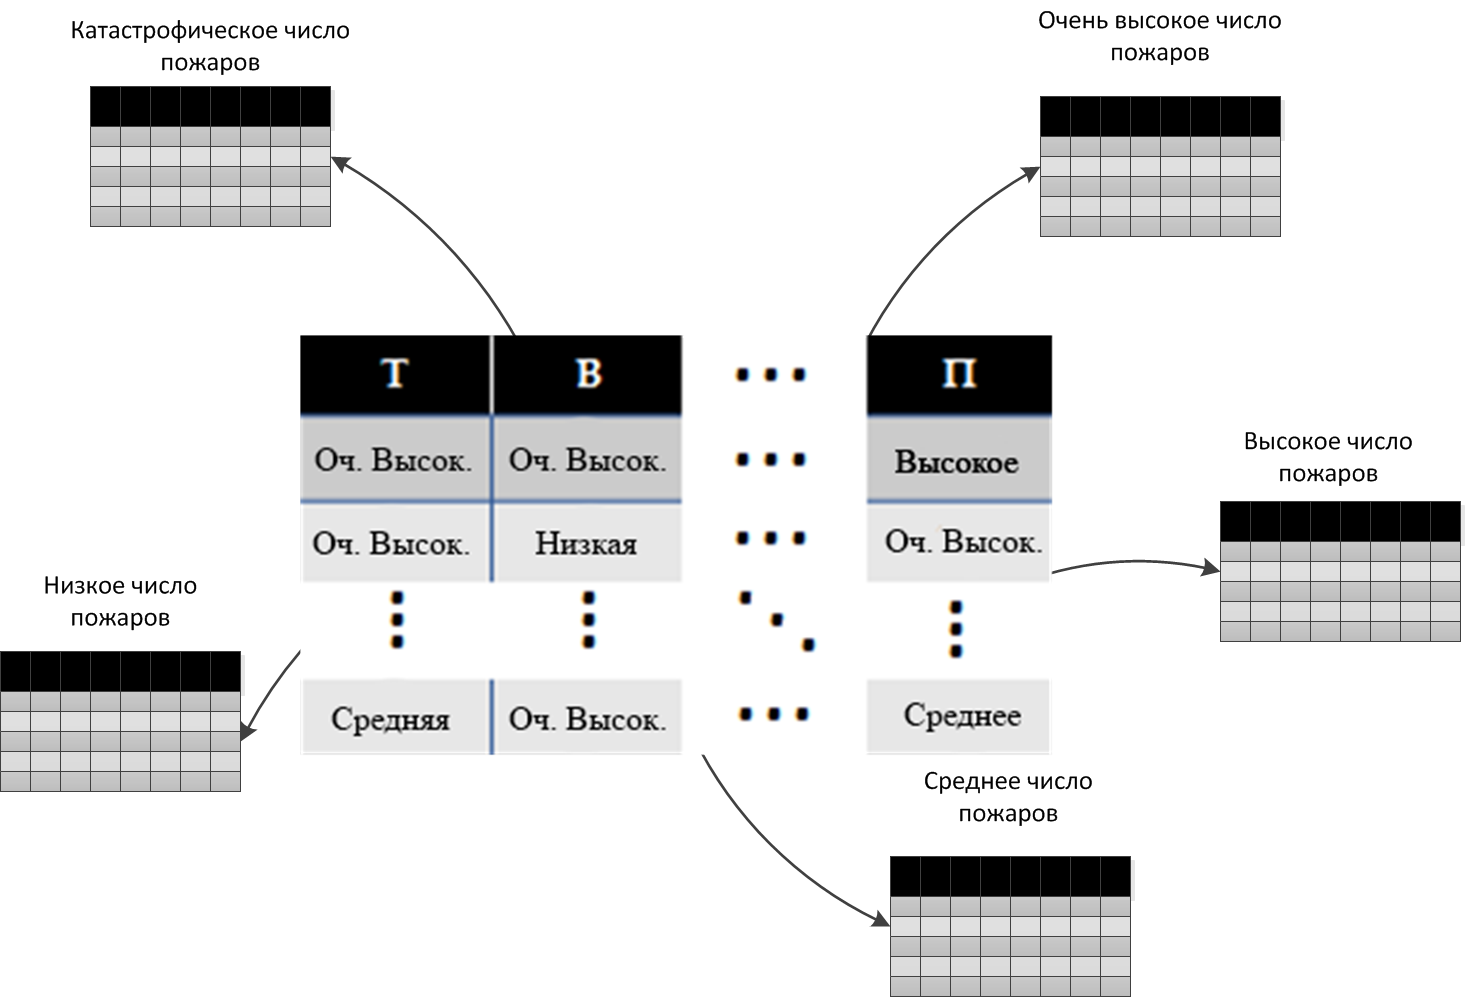 Катастрофическое число
пожаров
Очень высокое число
пожаров
Т В ... П
Оч. Высок. Оч. Высок. ... Высокое
Оч. Высок. Низкая ... Оч. Высок.
Высокое число
пожаров
Низкое число
пожаров
Средняя Оч. Высок. ... Среднее
Среднее число
пожаров